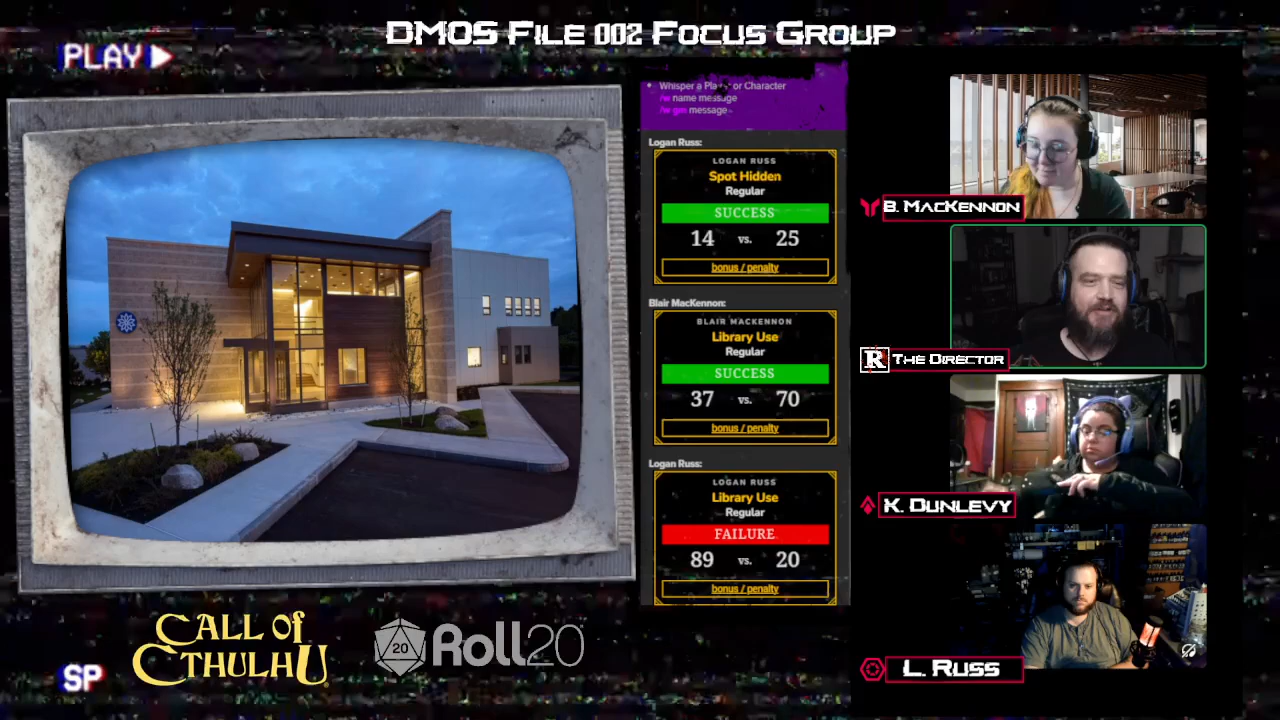 DMOS File 002 Focus Group
PLAY
Whisper a Player or Character
/w name message
/w gm message
Logan Russ:
LOGAN RUSS
Spot Hidden
Regular
SUCCESS
14 vs. 25
bonus / penalty
Blair MacKennon:
BLAIR MACKENNON
Library Use
Regular
SUCCESS
37 vs. 70
bonus / penalty
Logan Russ:
LOGAN RUSS
Library Use
Regular
FAILURE
89 vs. 20
bonus / penalty
B. MacKennon
R The Director
K. Dunlevy
L. Russ
SP
Call of Cthulhu
20 Roll20